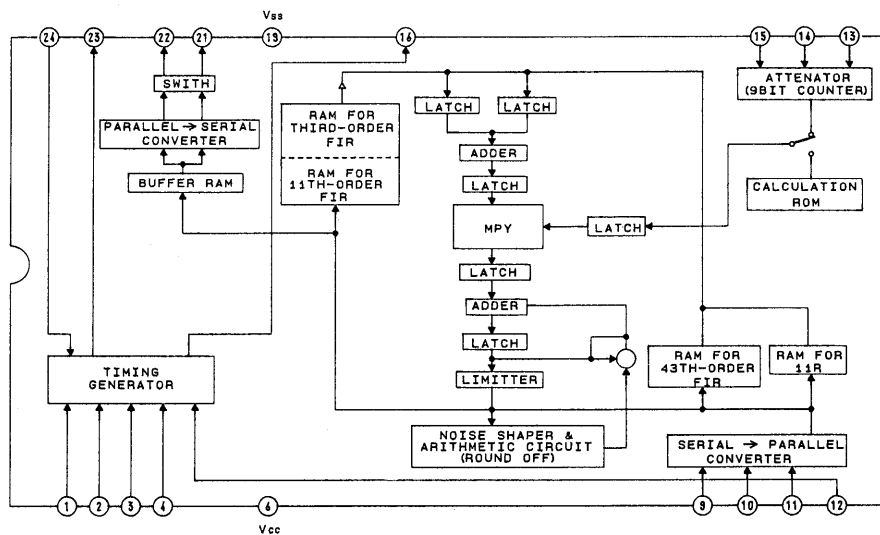 Vss
24 23 22 21 19 16 15 14 13
SWITH
PARALLEL → SERIAL
CONVERTER
BUFFER RAM
RAM FOR
THIRD-ORDER
FIR
RAM FOR
11TH-ORDER
FIR
LATCH LATCH
ADDER
LATCH
MPY
LATCH
LATCH
ADDER
LATCH
LIMITTER
NOISE SHAPER &
ARITHMETIC CIRCUIT
(ROUND OFF)
ATTENATOR
(9BIT COUNTER)
CALCULATION
ROM
RAM FOR
43TH-ORDER
FIR
RAM FOR
11R
SERIAL → PARALLEL
CONVERTER
TIMING
GENERATOR
1 2 3 4 6 9 10 11 12
Vcc